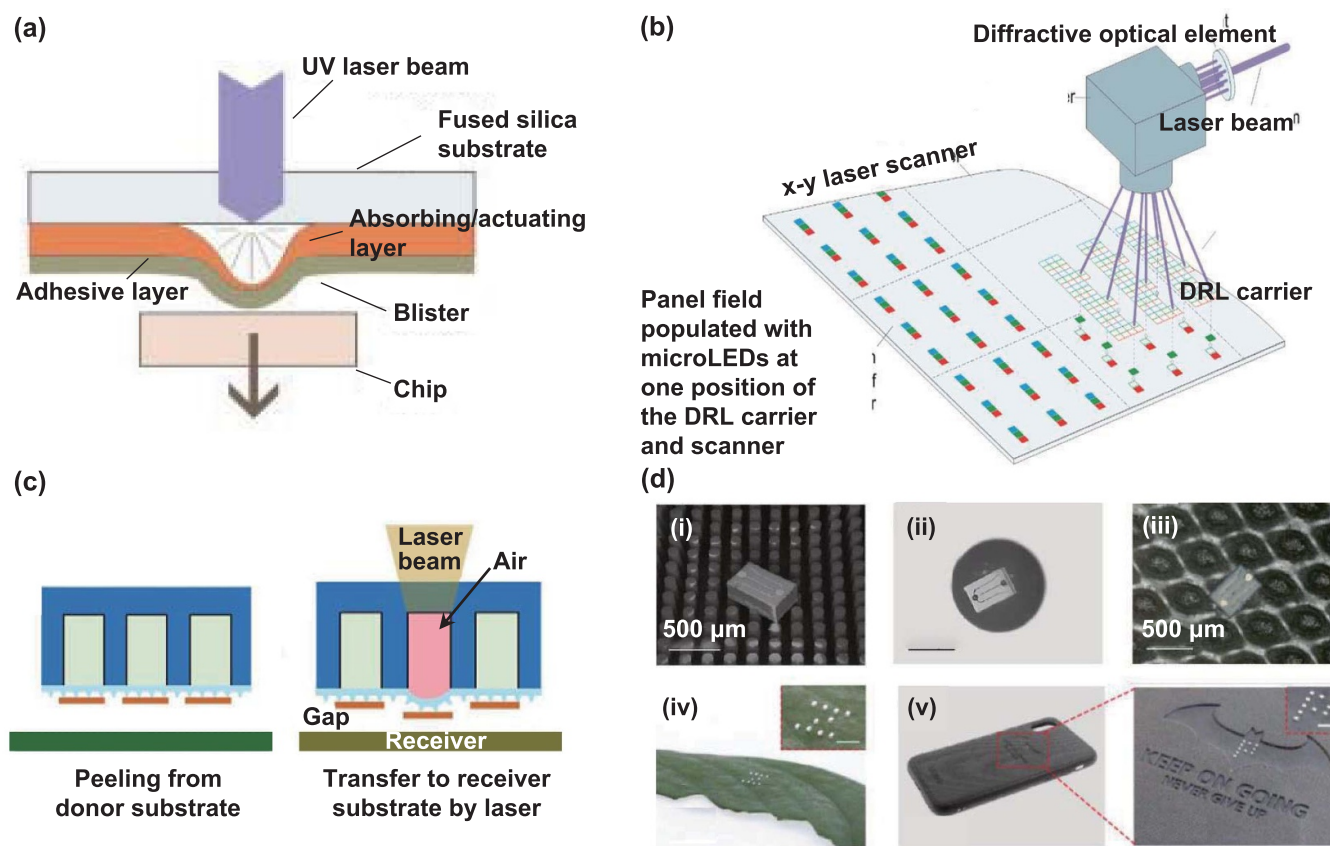 (a)
UV laser beam
Fused silica
substrate
Absorbing/actuating
layer
Adhesive layer
Blister
Chip
(b)
t
Diffractive optical element
er
Laser beam
n
x-y laser scanner
DRL carrier
Panel field
populated with
microLEDs at
one position of
the DRL carrier
and scanner
f
r
(c)
Laser
beam
Air
Gap
Receiver
Peeling from
donor substrate
Transfer to receiver
substrate by laser
(d)
(i)
500 μm
(ii)
(iii)
500 μm
(iv)
(v)
KEEP ON GOING
NEVER GIVE UP